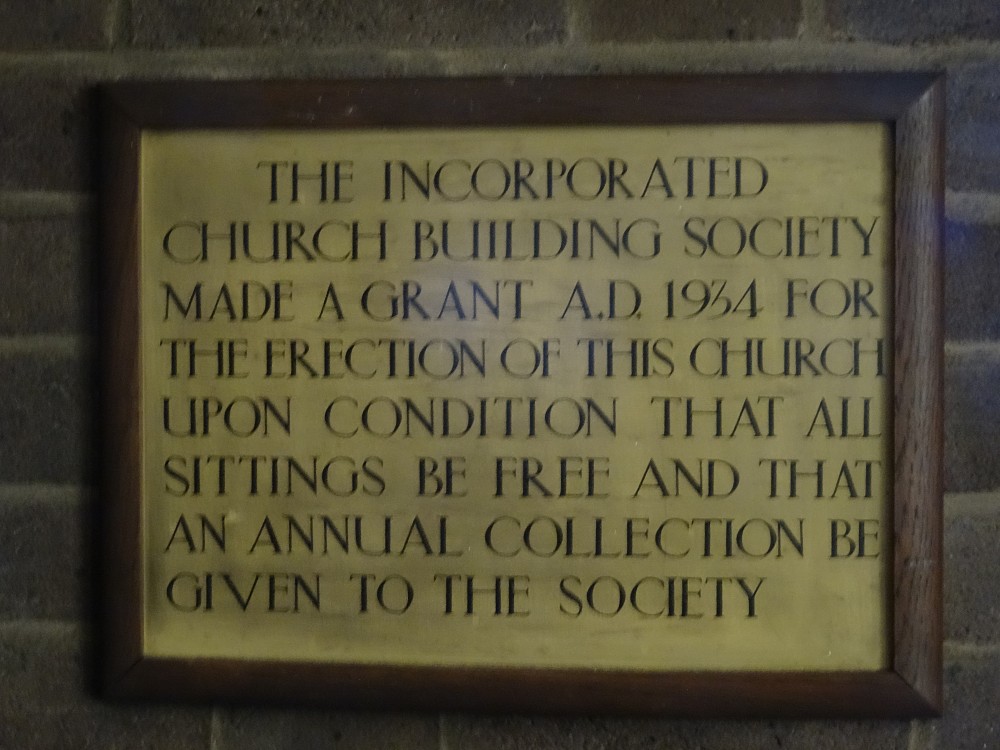 THE INCORPORATED
CHURCH BUILDING SOCIETY
MADE A GRANT A.D. 1934 FOR
THE ERECTION OF THIS CHURCH
UPON CONDITION THAT ALL
SITTINGS BE FREE AND THAT
AN ANNUAL COLLECTION BE
GIVEN TO THE SOCIETY